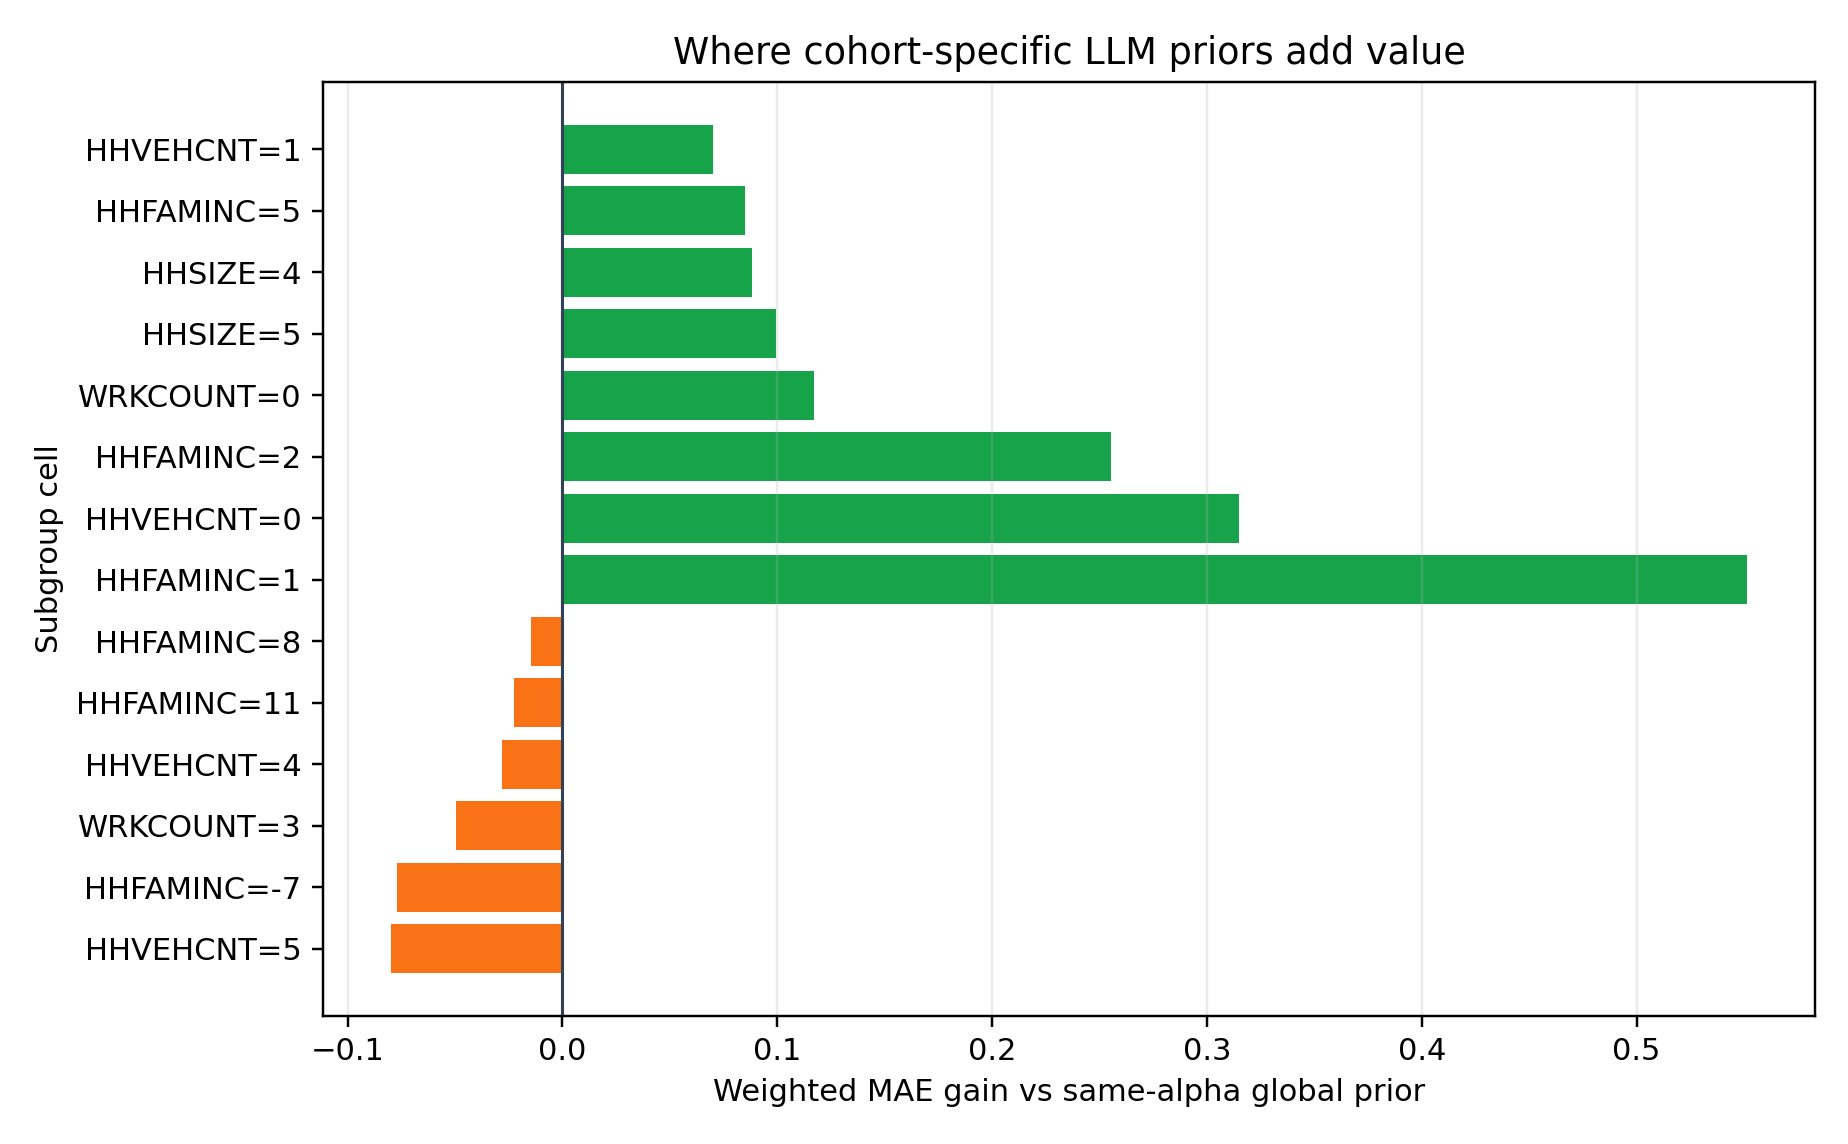 Where cohort-specific LLM priors add value
Subgroup cell
HHVEHCNT=1
HHFAMINC=5
HHSIZE=4
HHSIZE=5
WRKCOUNT=0
HHFAMINC=2
HHVEHCNT=0
HHFAMINC=1
HHFAMINC=8
HHFAMINC=11
HHVEHCNT=4
WRKCOUNT=3
HHFAMINC=-7
HHVEHCNT=5
−0.1 0.0 0.1 0.2 0.3 0.4 0.5
Weighted MAE gain vs same-alpha global prior